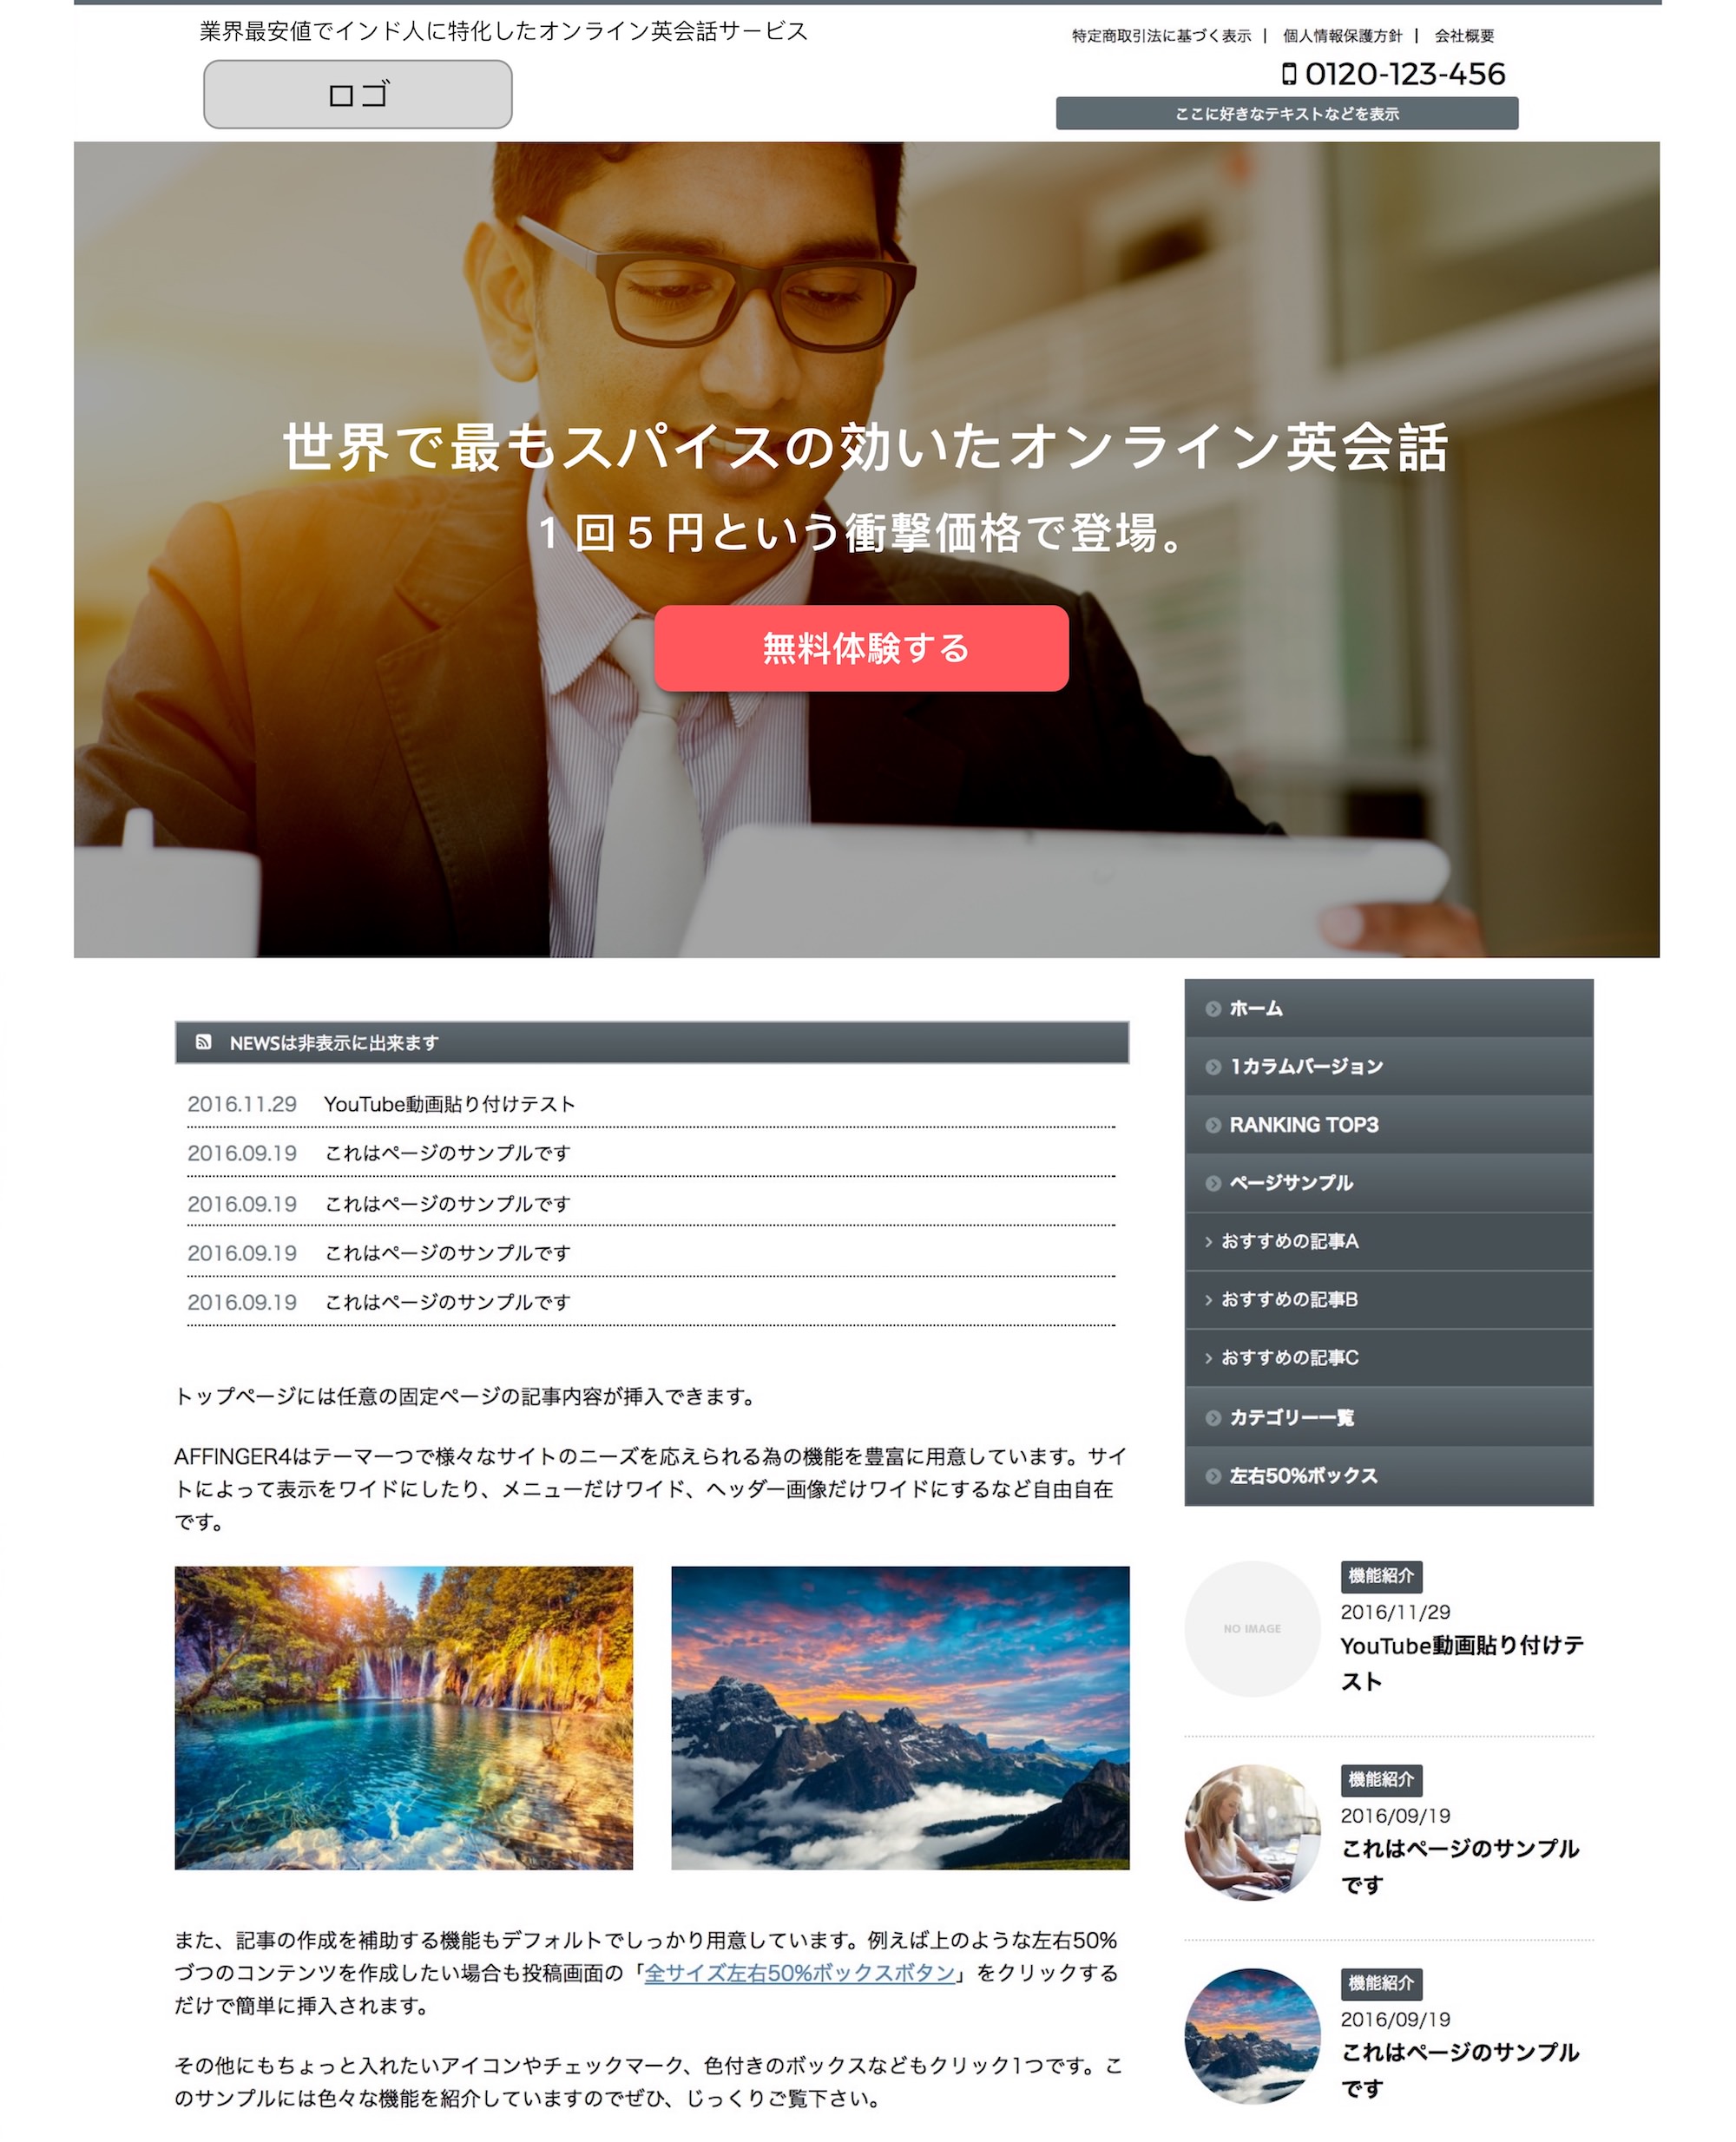 業界最安値でインド人に特化したオンライン英会話サービス
ロゴ
特定商取引法に基づく表示 | 個人情報保護方針 | 会社概要
0120-123-456
ここに好きなテキストなどを表示
世界で最もスパイスの効いたオンライン英会話
1回5円という衝撃価格で登場。
無料体験する
NEWSは非表示に出来ます
2016.11.29 YouTube動画貼り付けテスト
2016.09.19 これはページのサンプルです
2016.09.19 これはページのサンプルです
2016.09.19 これはページのサンプルです
2016.09.19 これはページのサンプルです
トップページには任意の固定ページの記事内容が挿入できます。
AFFINGER4はテーマ一つで様々なサイトのニーズを応えられる為の機能を豊富に用意しています。サイ
トによって表示をワイドにしたり、メニューだけワイド、ヘッダー画像だけワイドにするなど自由自在
です。
また、記事の作成を補助する機能もデフォルトでしっかり用意しています。例えば上のような左右50%
づつのコンテンツを作成したい場合も投稿画面の「全サイズ左右50%ボックスボタン」をクリックする
だけで簡単に挿入されます。
その他にもちょっと入れたいアイコンやチェックマーク、色付きのボックスなどもクリック1つです。こ
のサンプルには色々な機能を紹介していますのでぜひ、じっくりご覧下さい。
ホーム
1カラムバージョン
RANKING TOP3
ページサンプル
おすすめの記事A
おすすめの記事B
おすすめの記事C
カテゴリー一覧
左右50%ボックス
NO IMAGE
機能紹介
2016/11/29
YouTube動画貼り付けテ
スト
機能紹介
2016/09/19
これはページのサンプル
です
機能紹介
2016/09/19
これはページのサンプル
です